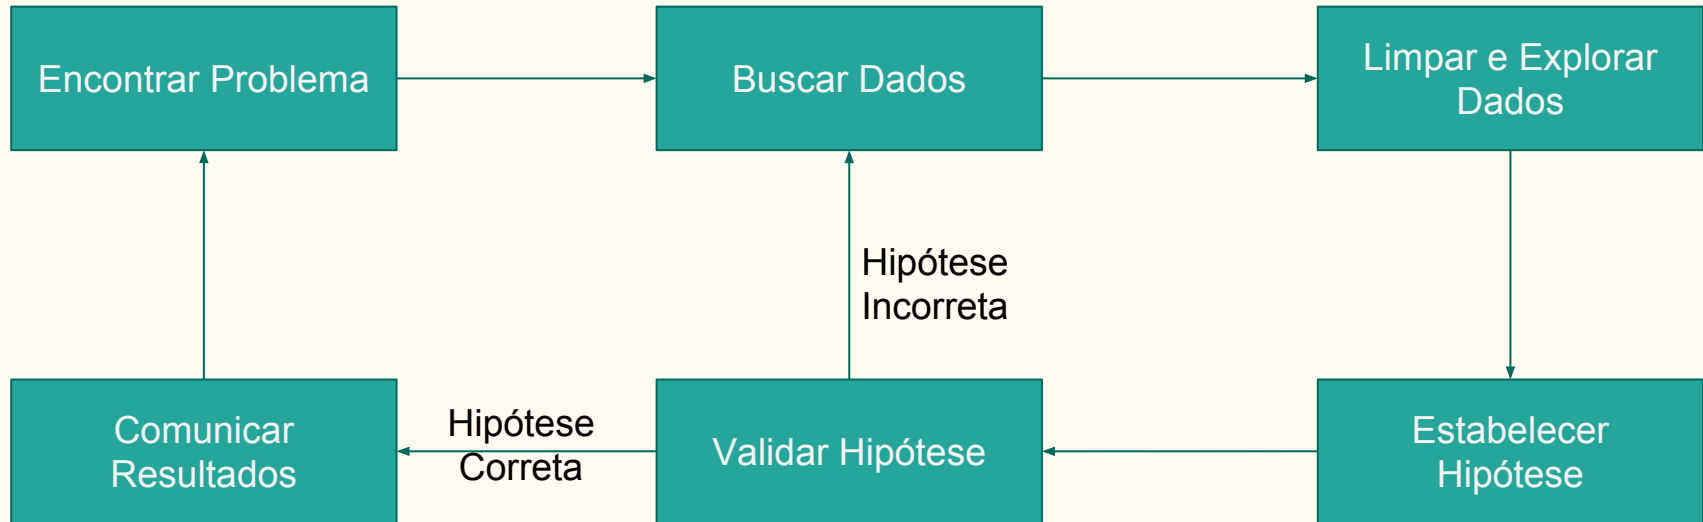 Encontrar Problema
Buscar Dados
Limpar e Explorar
Dados
Hipótese
Incorreta
Comunicar
Resultados
Hipótese
Correta
Validar Hipótese
Estabelecer
Hipótese